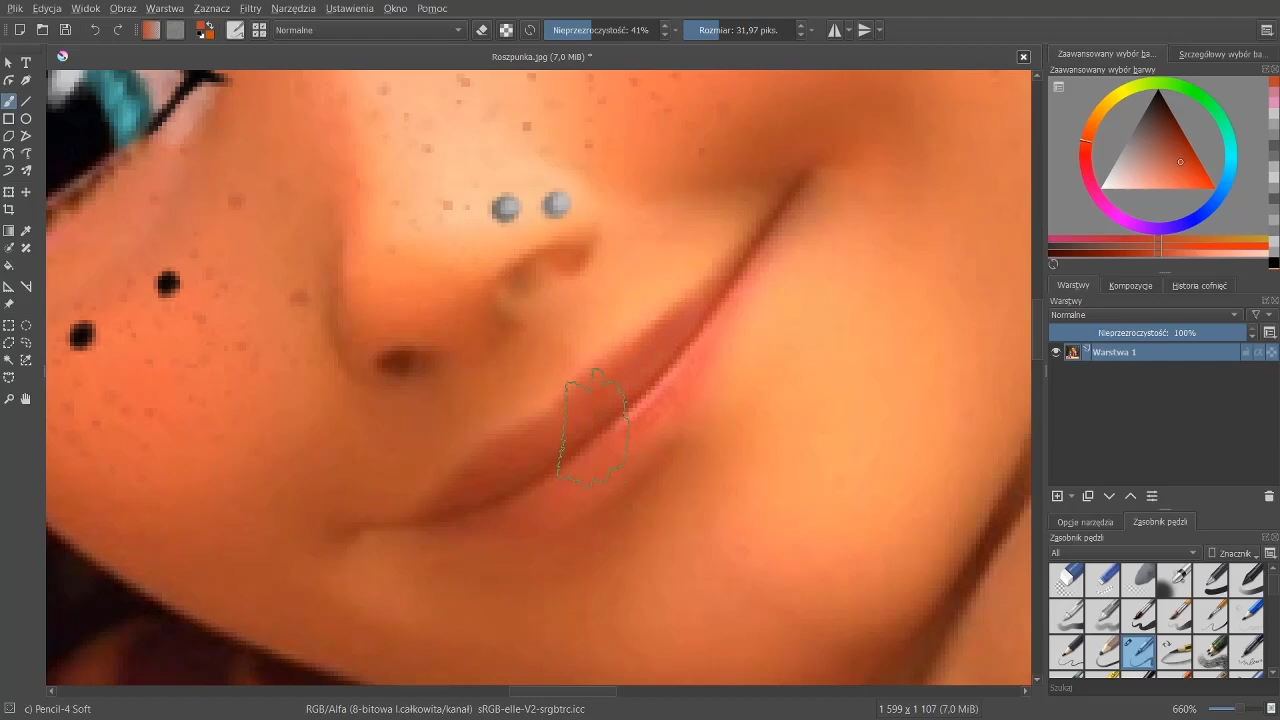 Plik Edycja Widok Obraz Warstwa Zaznacz Filtry Narzędzia Ustawienia Okno Pomoc
Normalne Nieprzezroczystość: 41% Rozmiar: 31,97 piks.
Roszpunka.jpg (7,0 MiB) *
Zaawansowany wybór ba... Szczegółowy wybór ba...
Zaawansowany wybór barwy
Warstwy Kompozycje Historia cofnięć
Warstwy
Normalne
Nieprzezroczystość: 100%
Warstwa 1
Opcje narzędzia Zasobnik pędzli
Zasobnik pędzli
All Znacznik
Szukaj
c) Pencil-4 Soft RGB/Alfa (8-bitowa l.całkowita/kanał) sRGB-elle-V2-srgbtrc.icc 1 599 x 1 107 (7,0 MiB) 660%